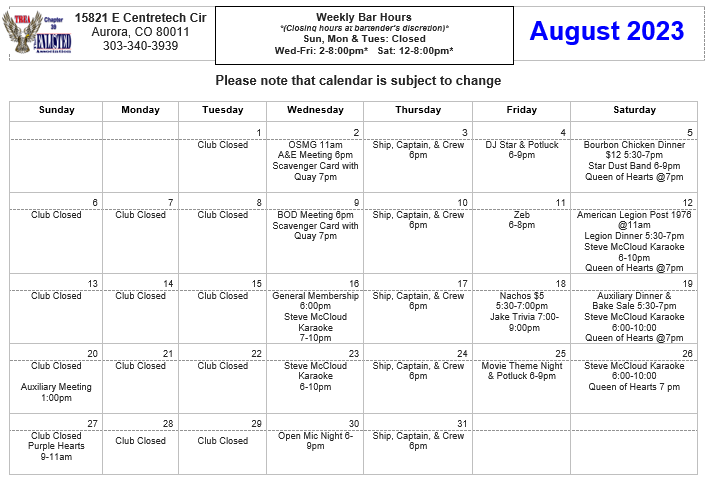 TREA Chapter 39
ENLISTED
Association
15821 E Centretech Cir
Aurora, CO 80011
303-340-3939
Weekly Bar Hours
*(Closing hours at bartender's discretion)*
Sun, Mon & Tues: Closed
Wed-Fri: 2-8:00pm* Sat: 12-8:00pm*
August 2023
Please note that calendar is subject to change
Sunday Monday Tuesday Wednesday Thursday Friday Saturday
1
Club Closed
2
OSMG 11am
A&E Meeting 6pm
Scavenger Card with
Quay 7pm
3
Ship, Captain, & Crew
6pm
4
DJ Star & Potluck
6-9pm
5
Bourbon Chicken Dinner
$12 5:30-7pm
Star Dust Band 6-9pm
Queen of Hearts @7pm
6
Club Closed
7
Club Closed
8
Club Closed
9
BOD Meeting 6pm
Scavenger Card with
Quay 7pm
10
Ship, Captain, & Crew
6pm
11
Zeb
6-8pm
12
American Legion Post 1976
@11am
Legion Dinner 5:30-7pm
Steve McCloud Karaoke
6-10pm
Queen of Hearts @7pm
13
Club Closed
14
Club Closed
15
Club Closed
16
General Membership
6:00pm
Steve McCloud
Karaoke
7-10pm
17
Ship, Captain, & Crew
6pm
18
Nachos $5
5:30-7:00pm
Jake Trivia 7:00-
9:00pm
19
Auxiliary Dinner &
Bake Sale 5:30-7pm
Steve McCloud Karaoke
6:00-10:00
Queen of Hearts @7pm
20
Club Closed
Auxiliary Meeting
1:00pm
21
Club Closed
22
Club Closed
23
Steve McCloud
Karaoke
6-10pm
24
Ship, Captain, & Crew
6pm
25
Movie Theme Night
& Potluck 6-9pm
26
Steve McCloud Karaoke
6:00-10:00
Queen of Hearts 7 pm
27
Club Closed
Purple Hearts
9-11am
28
Club Closed
29
Club Closed
30
Open Mic Night 6-
9pm
31
Ship, Captain, & Crew
6pm